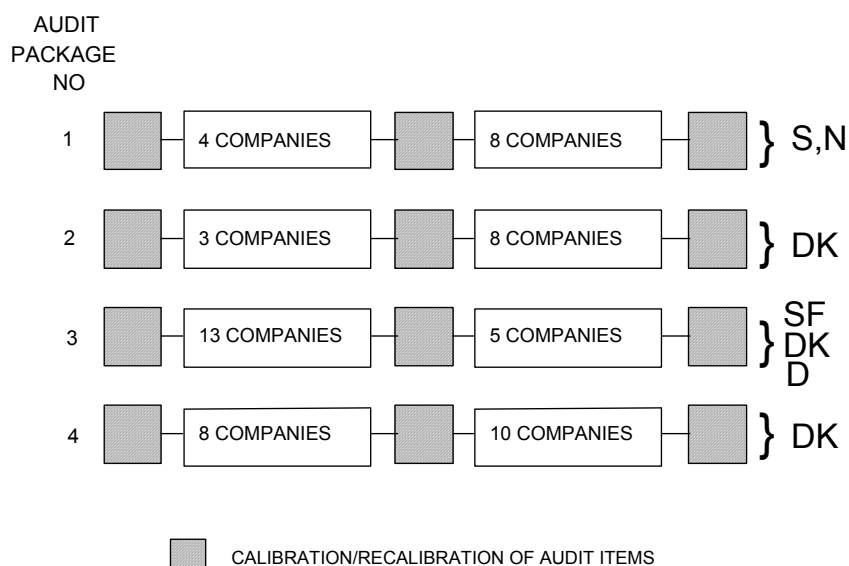 AUDIT
PACKAGE
NO
1 4 COMPANIES 8 COMPANIES } S,N
2 3 COMPANIES 8 COMPANIES } DK
3 13 COMPANIES 5 COMPANIES } SF
DK
D
4 8 COMPANIES 10 COMPANIES } DK
CALIBRATION/RECALIBRATION OF AUDIT ITEMS